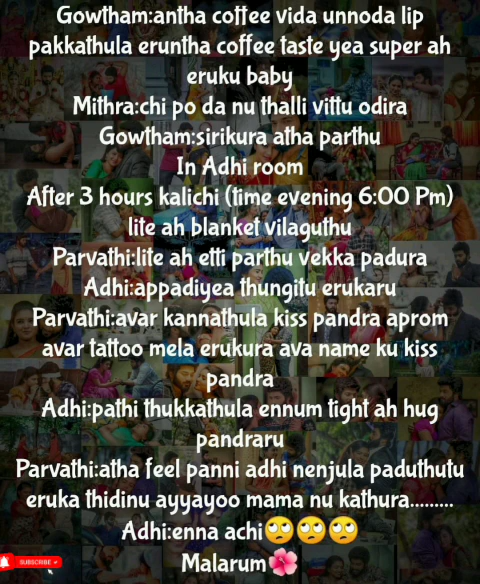 Gowtham:antha coffee vida unnoda lip
pakkathula eruntha coffee taste yea super ah
eruku baby
Mithra:chi po da nu thalli vittu odira
Gowtham:sirikura atha parthu
In Adhi room
After 3 hours kalichi (time evening 6:00 Pm)
lite ah blanket vilaguthu
Parvathi:lite ah etti parthu vekka padura
Adhi:appadiyea thungitu erukaru
Parvathi:avar kannathula kiss pandra aprom
avar tattoo mela erukura ava name ku kiss
pandra
Adhi:pathi thukkathula ennum tight ah hug
pandraru
Parvathi:atha feel panni adhi nenjula paduthutu
eruka thidinu ayyayoo mama nu kathura.........
Adhi:enna achi🙄🙄🙄
Malarum🌺
SUBSCRIBE